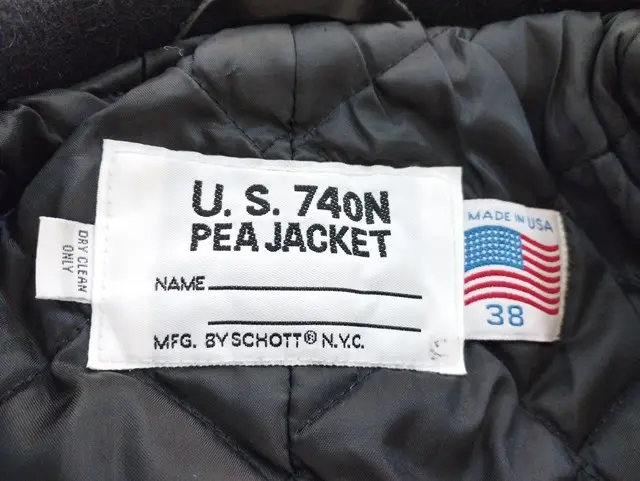 U. S. 740N
PEA JACKET
NAME
MFG. BY SCHOTT® N.Y.C.
DRY CLEAN
ONLY
MADE IN USA
38